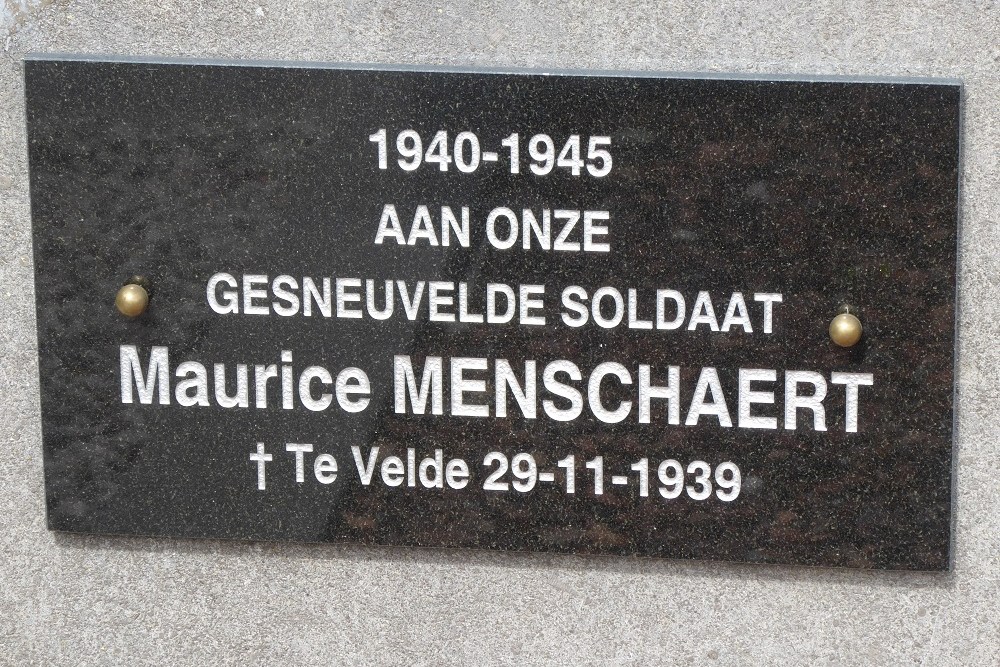 1940-1945
AAN ONZE
GESNEUVELDE SOLDAAT
Maurice MENSCHAERT
† Te Velde 29-11-1939